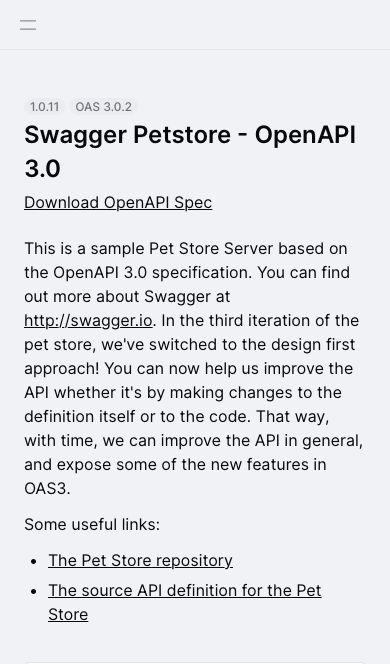 1.0.11 OAS 3.0.2
Swagger Petstore - OpenAPI
3.0
Download OpenAPI Spec
This is a sample Pet Store Server based on
the OpenAPI 3.0 specification. You can find
out more about Swagger at
http://swagger.io. In the third iteration of the
pet store, we've switched to the design first
approach! You can now help us improve the
API whether it's by making changes to the
definition itself or to the code. That way,
with time, we can improve the API in general,
and expose some of the new features in
OAS3.
Some useful links:
• The Pet Store repository
• The source API definition for the Pet
Store